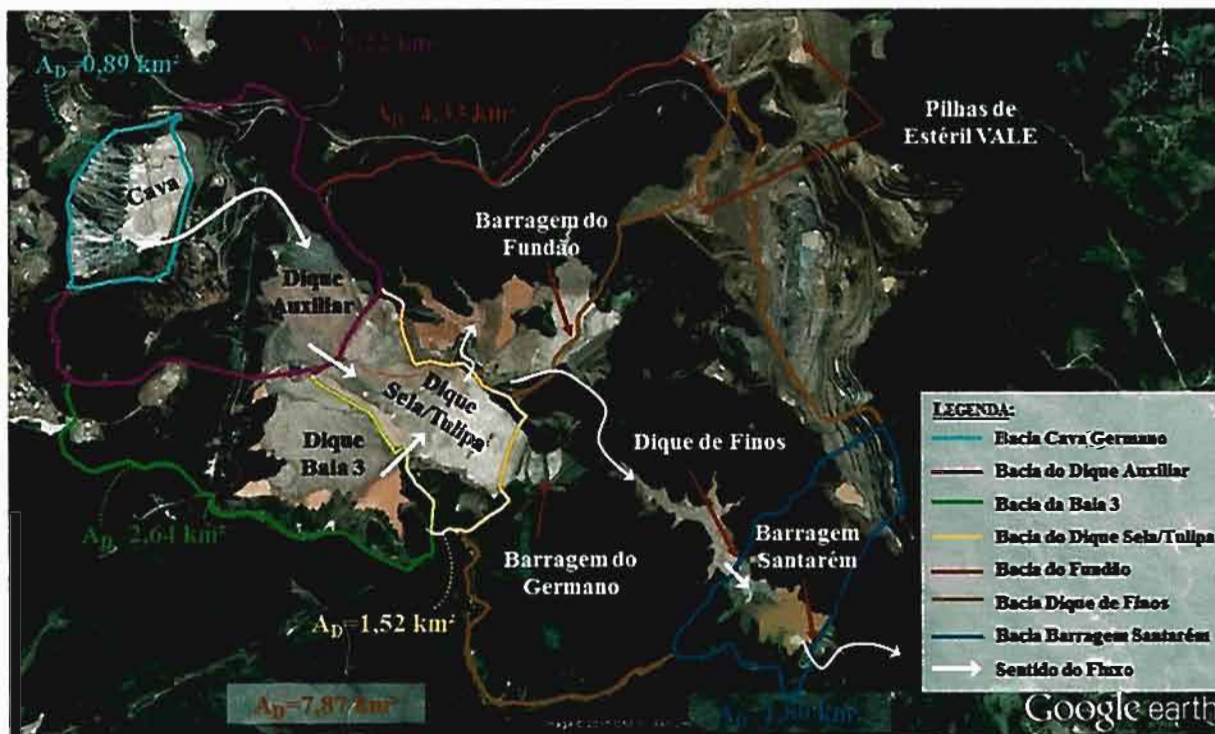 A_D=0,89 km²
Cava
Pilhas de
Estéril VALE
Barragem do
Fundão
Dique
Auxiliar
Dique
Sela/Tulipa
Dique
Baia 3
Dique de Finos
Barragem
Santarém
Barragem do
Germano
A_D=2,64 km²
A_D=1,52 km²
A_D=7,87 km²
LEGENDA:
Bacia Cava Germano
Bacia do Dique Auxiliar
Bacia da Baia 3
Bacia do Dique Sela/Tulipa
Bacia do Fundão
Bacia Dique de Finos
Bacia Barragem Santarém
Sentido do Fluxo
Google earth